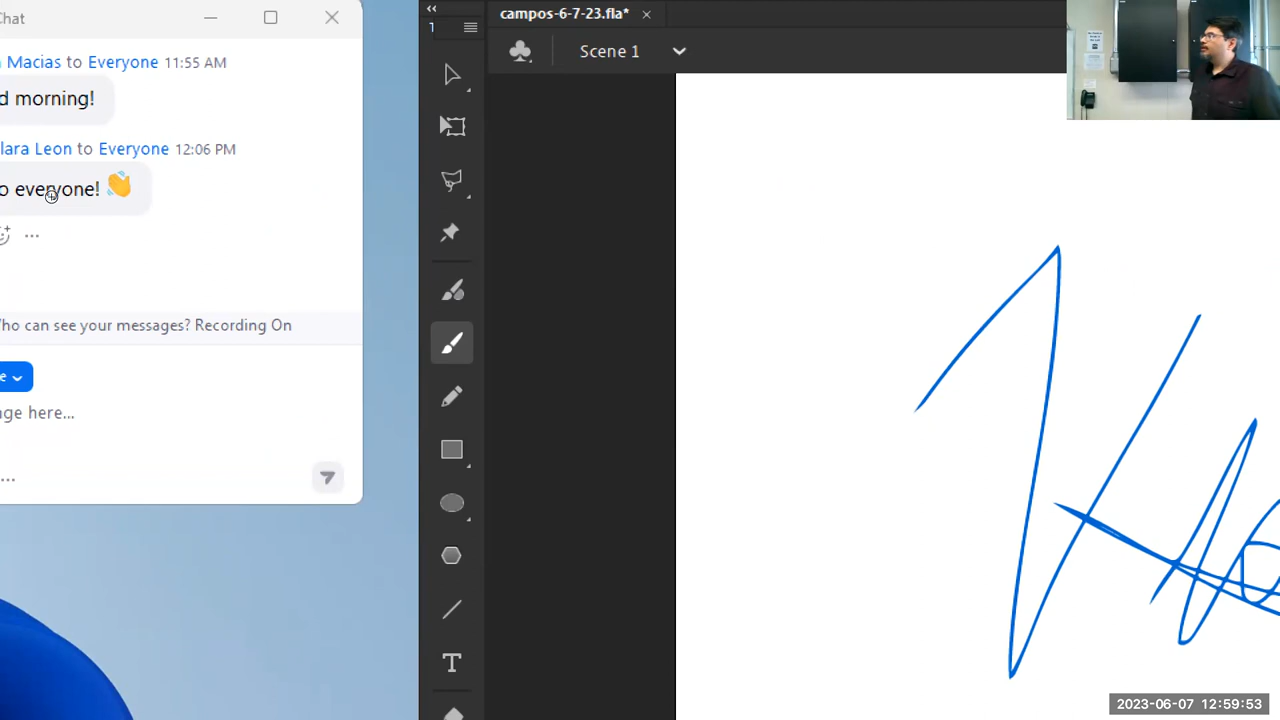 Chat
Macias to Everyone 11:55 AM
d morning!
lara Leon to Everyone 12:06 PM
o everyone! 👋
...
ho can see your messages? Recording On
e
ge here...
...
campos-6-7-23.fla*
1
Scene 1
T
2023-06-07 12:59:53